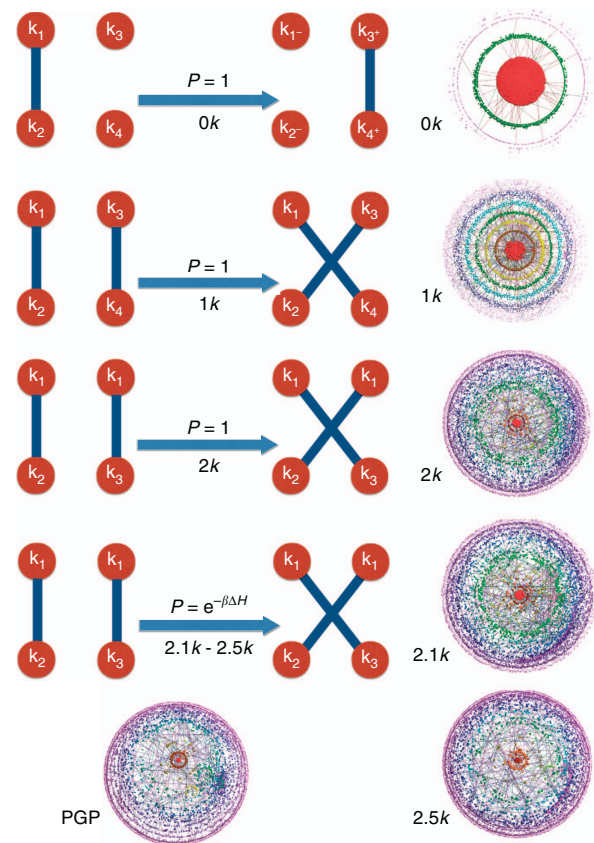 k₁ k₃ k₁₋ k₃₊
P = 1
0k
k₂ k₄ k₂₋ k₄₊ 0k
k₁ k₃ k₁ k₃
P = 1
1k
k₂ k₄ k₂ k₄ 1k
k₁ k₁ k₁ k₁
P = 1
2k
k₂ k₃ k₂ k₃ 2k
k₁ k₁ k₁ k₁
P = e^{−βΔH}
2.1k - 2.5k
k₂ k₃ k₂ k₃ 2.1k
PGP 2.5k